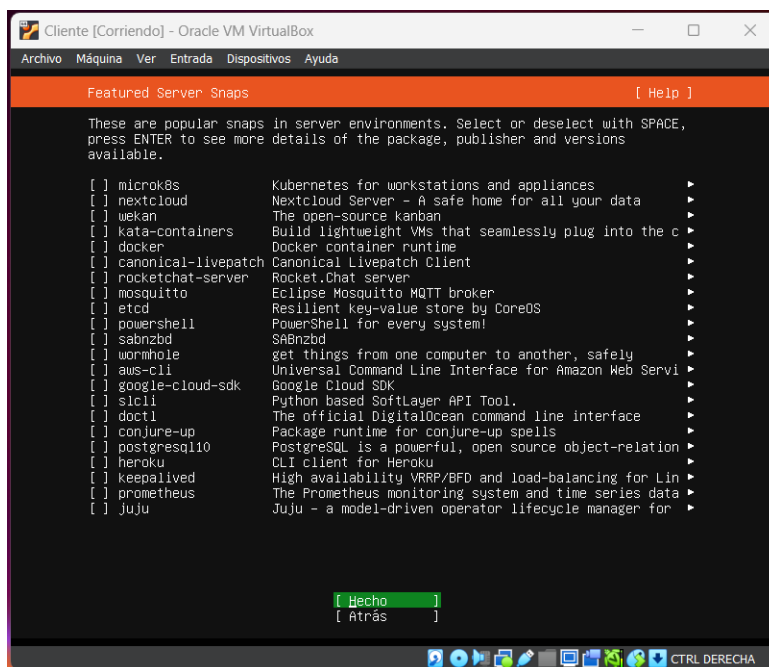 Cliente [Corriendo] - Oracle VM VirtualBox
Archivo Máquina Ver Entrada Dispositivos Ayuda
Featured Server Snaps [ Help ]
These are popular snaps in server environments. Select or deselect with SPACE,
press ENTER to see more details of the package, publisher and versions
available.
[ ] microk8s Kubernetes for workstations and appliances ▸
[ ] nextcloud Nextcloud Server – A safe home for all your data ▸
[ ] wekan The open-source kanban ▸
[ ] kata-containers Build lightweight VMs that seamlessly plug into the c ▸
[ ] docker Docker container runtime ▸
[ ] canonical-livepatch Canonical Livepatch Client ▸
[ ] rocketchat-server Rocket.Chat server ▸
[ ] mosquitto Eclipse Mosquitto MQTT broker ▸
[ ] etcd Resilient key-value store by CoreOS ▸
[ ] powershell PowerShell for every system! ▸
[ ] sabnzbd SABnzbd ▸
[ ] wormhole get things from one computer to another, safely ▸
[ ] aws-cli Universal Command Line Interface for Amazon Web Servi ▸
[ ] google-cloud-sdk Google Cloud SDK ▸
[ ] slcli Python based SoftLayer API Tool. ▸
[ ] doctl The official DigitalOcean command line interface ▸
[ ] conjure-up Package runtime for conjure-up spells ▸
[ ] postgresql10 PostgreSQL is a powerful, open source object-relation ▸
[ ] heroku CLI client for Heroku ▸
[ ] keepalived High availability VRRP/BFD and load-balancing for Lin ▸
[ ] prometheus The Prometheus monitoring system and time series data ▸
[ ] juju Juju – a model-driven operator lifecycle manager for ▸
[ Hecho ]
[ Atrás ]
CTRL DERECHA